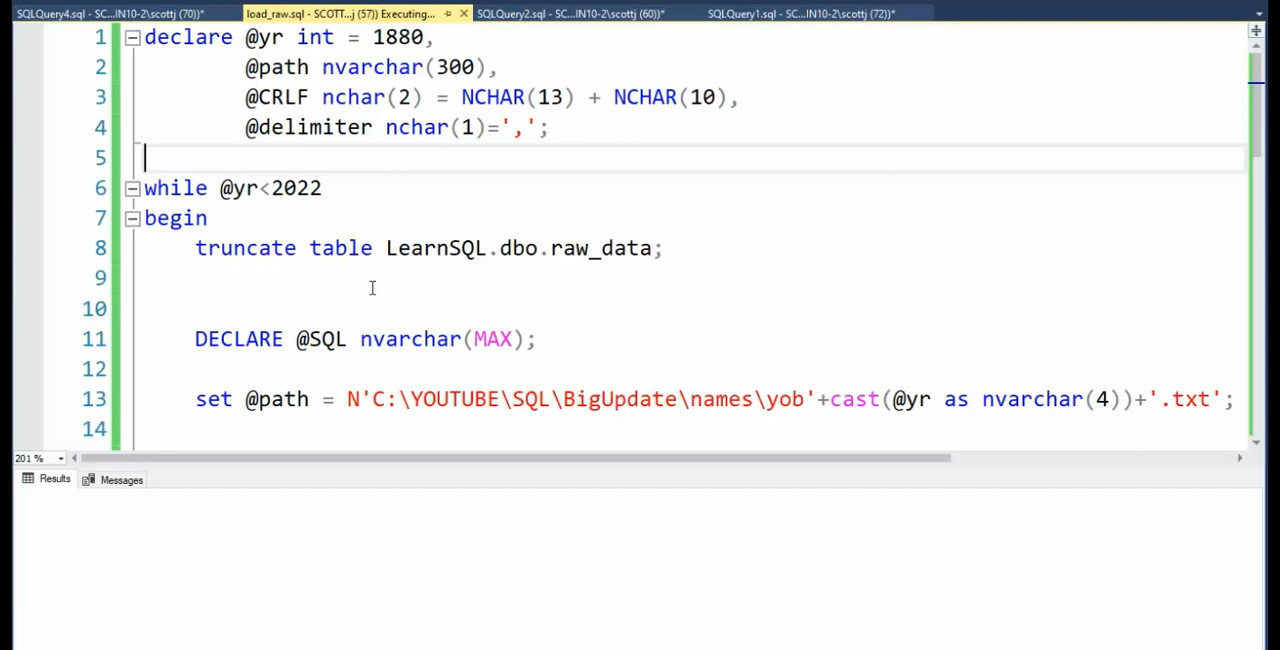 SQLQuery4.sql - SC...IN10-2\scottj (70))* load_raw.sql - SCOTT...j (57)) Executing... SQLQuery2.sql - SC...IN10-2\scottj (60))* SQLQuery1.sql - SC...IN10-2\scottj (72))*
1 declare @yr int = 1880,
2 @path nvarchar(300),
3 @CRLF nchar(2) = NCHAR(13) + NCHAR(10),
4 @delimiter nchar(1)=',';
5
6 while @yr<2022
7 begin
8 truncate table LearnSQL.dbo.raw_data;
9
10
11 DECLARE @SQL nvarchar(MAX);
12
13 set @path = N'C:\YOUTUBE\SQL\BigUpdate\names\yob'+cast(@yr as nvarchar(4))+'.txt';
14
201 %
Results Messages